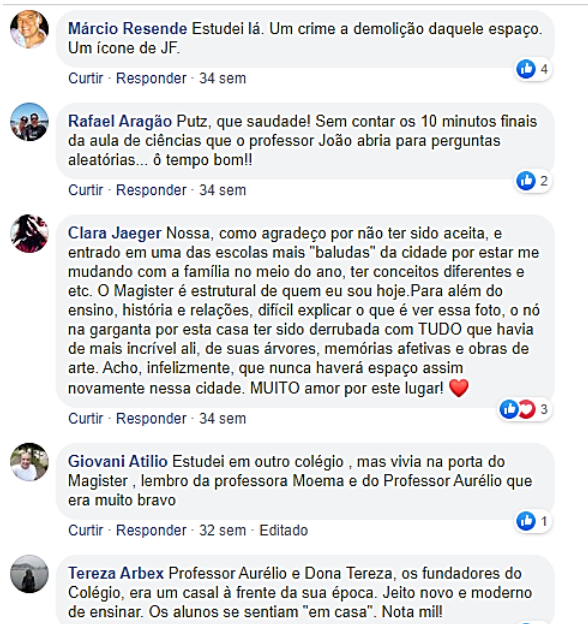 Márcio Resende Estudei lá. Um crime a demolição daquele espaço.
Um ícone de JF.
4
Curtir · Responder · 34 sem
Rafael Aragão Putz, que saudade! Sem contar os 10 minutos finais
da aula de ciências que o professor João abria para perguntas
aleatórias... ô tempo bom!!
2
Curtir · Responder · 34 sem
Clara Jaeger Nossa, como agradeço por não ter sido aceita, e
entrado em uma das escolas mais "baludas" da cidade por estar me
mudando com a família no meio do ano, ter conceitos diferentes e
etc. O Magister é estrutural de quem eu sou hoje.Para além do
ensino, história e relações, difícil explicar o que é ver essa foto, o nó
na garganta por esta casa ter sido derrubada com TUDO que havia
de mais incrível ali, de suas árvores, memórias afetivas e obras de
arte. Acho, infelizmente, que nunca haverá espaço assim
novamente nessa cidade. MUITO amor por este lugar! ❤️
3
Curtir · Responder · 34 sem
Giovani Atilio Estudei em outro colégio , mas vivia na porta do
Magister , lembro da professora Moema e do Professor Aurélio que
era muito bravo
1
Curtir · Responder · 32 sem · Editado
Tereza Arbex Professor Aurélio e Dona Tereza, os fundadores do
Colégio, era um casal à frente da sua época. Jeito novo e moderno
de ensinar. Os alunos se sentiam "em casa". Nota mil!